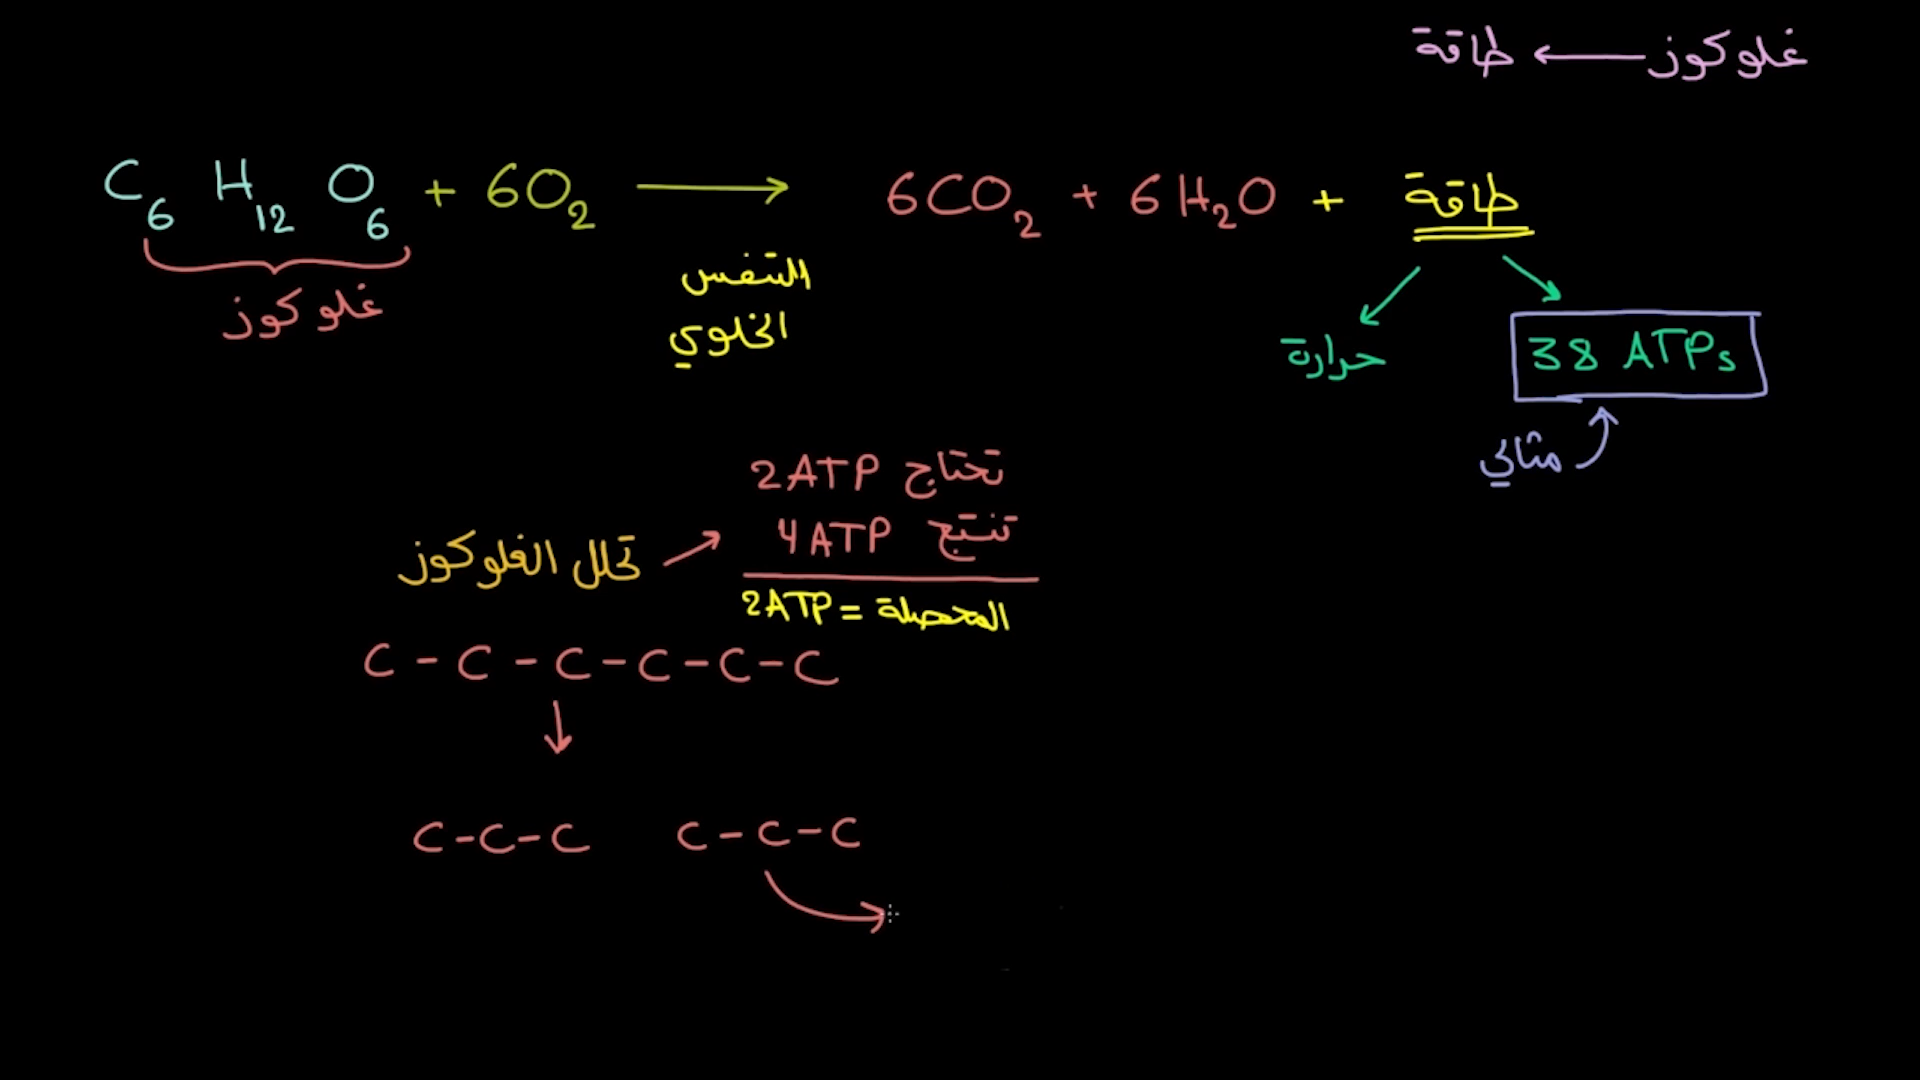 غلوكوز ← طاقة
C6 H12 O6 + 6O2 → 6CO2 + 6H2O + طاقة
غلوكوز
التنفس
الخلوي
حرارة
38 ATPs
مثالي
تحتاج 2ATP
تنتج 4ATP
تحلل الغلوكوز
المحصلة = 2ATP
C - C - C - C - C - C
C - C - C C - C - C